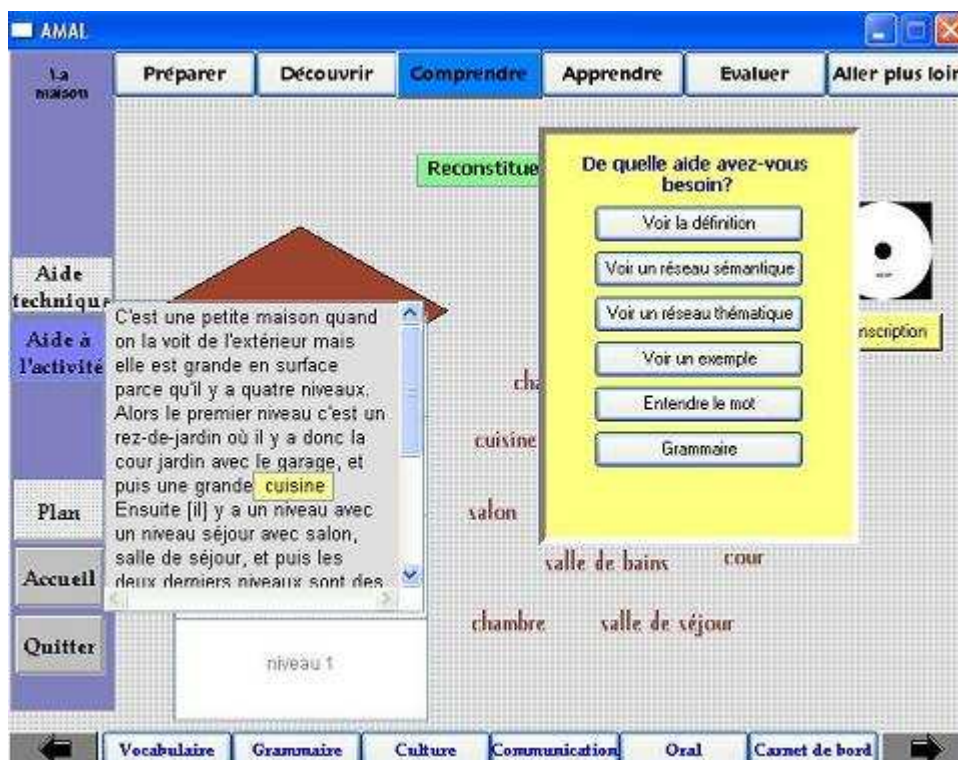 AMAL
La
maison
Préparer
Découvrir
Comprendre
Apprendre
Evaluer
Aller plus loin
Reconstitue
De quelle aide avez-vous
besoin?
Voir la définition
Voir un réseau sémantique
Voir un réseau thématique
Voir un exemple
Entendre le mot
Grammaire
nscription
Aide
technique
Aide à
l'activité
Plan
Accueil
Quitter
C'est une petite maison quand
on la voit de l'extérieur mais
elle est grande en surface
parce qu'il y a quatre niveaux.
Alors le premier niveau c'est un
rez-de-jardin où il y a donc la
cour jardin avec le garage, et
puis une grande cuisine
Ensuite [il] y a un niveau avec
un niveau séjour avec salon,
salle de séjour, et puis les
deux derniers niveaux sont des
cha
cuisine
salon
salle de bains
cour
chambre
salle de séjour
niveau 1
Vocabulaire
Grammaire
Culture
Communication
Oral
Carnet de bord